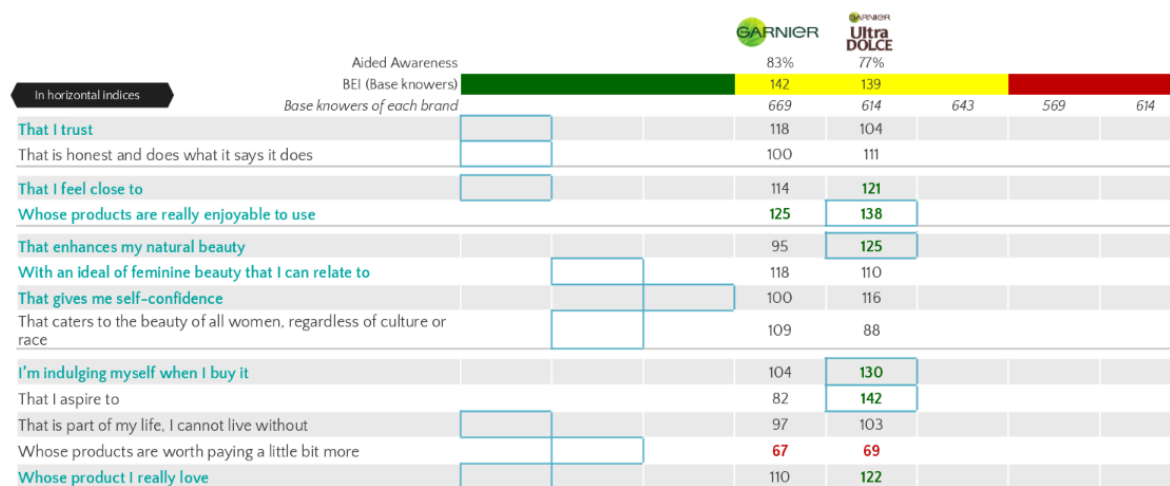 GARNIER GARNIER
Ultra
DOLCE
Aided Awareness 83% 77%
BEI (Base knowers) 142 139
In horizontal indices
Base knowers of each brand 669 614 643 569 614
That I trust 118 104
That is honest and does what it says it does 100 111
That I feel close to 114 121
Whose products are really enjoyable to use 125 138
That enhances my natural beauty 95 125
With an ideal of feminine beauty that I can relate to 118 110
That gives me self-confidence 100 116
That caters to the beauty of all women, regardless of culture or
race 109 88
I'm indulging myself when I buy it 104 130
That I aspire to 82 142
That is part of my life, I cannot live without 97 103
Whose products are worth paying a little bit more 67 69
Whose product I really love 110 122